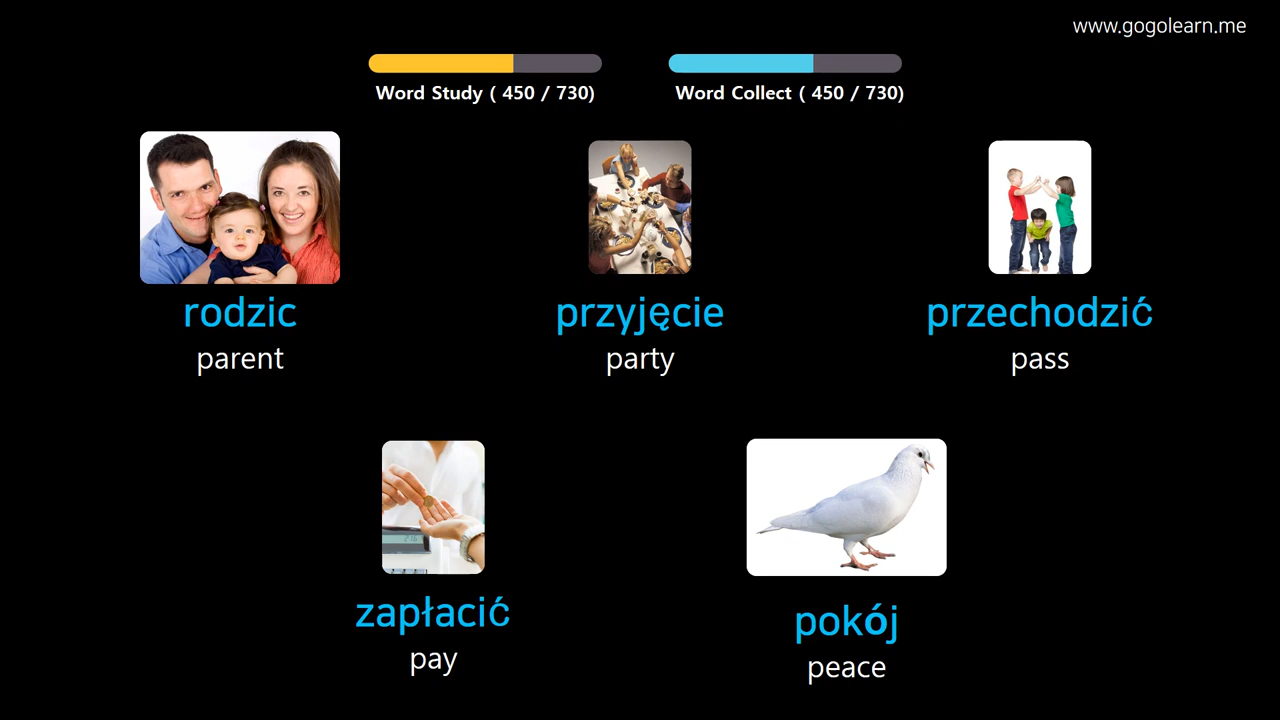 www.gogolearn.me
Word Study ( 450 / 730)
Word Collect ( 450 / 730)
rodzic
parent
przyjęcie
party
przechodzić
pass
zapłacić
pay
pokój
peace